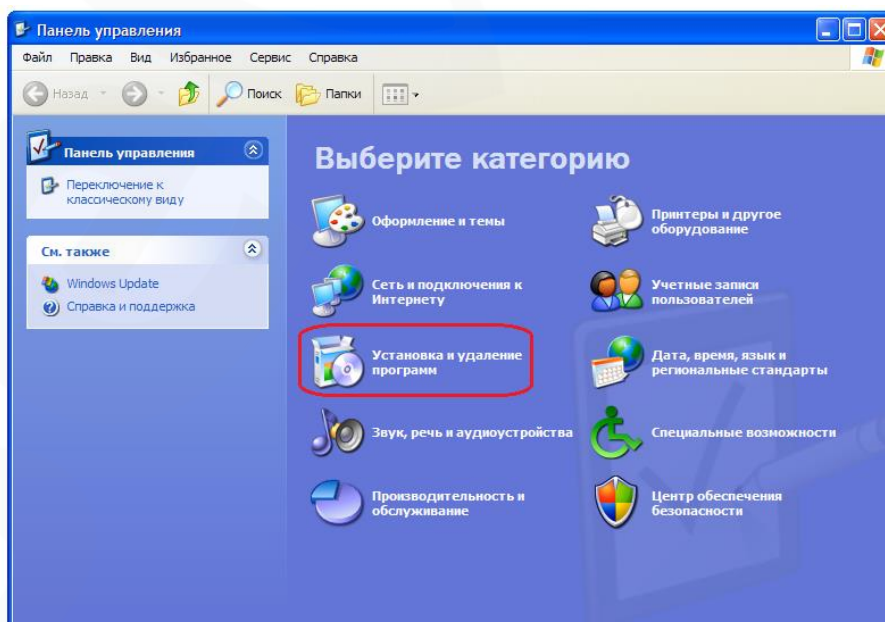 Панель управления
Файл Правка Вид Избранное Сервис Справка
Назад Поиск Папки
Панель управления
Переключение к
классическому виду
См. также
Windows Update
Справка и поддержка
Выберите категорию
Оформление и темы
Принтеры и другое
оборудование
Сеть и подключения к
Интернету
Учетные записи
пользователей
Установка и удаление
программ
Дата, время, язык и
региональные стандарты
Звук, речь и аудиоустройства
Специальные возможности
Производительность и
обслуживание
Центр обеспечения
безопасности